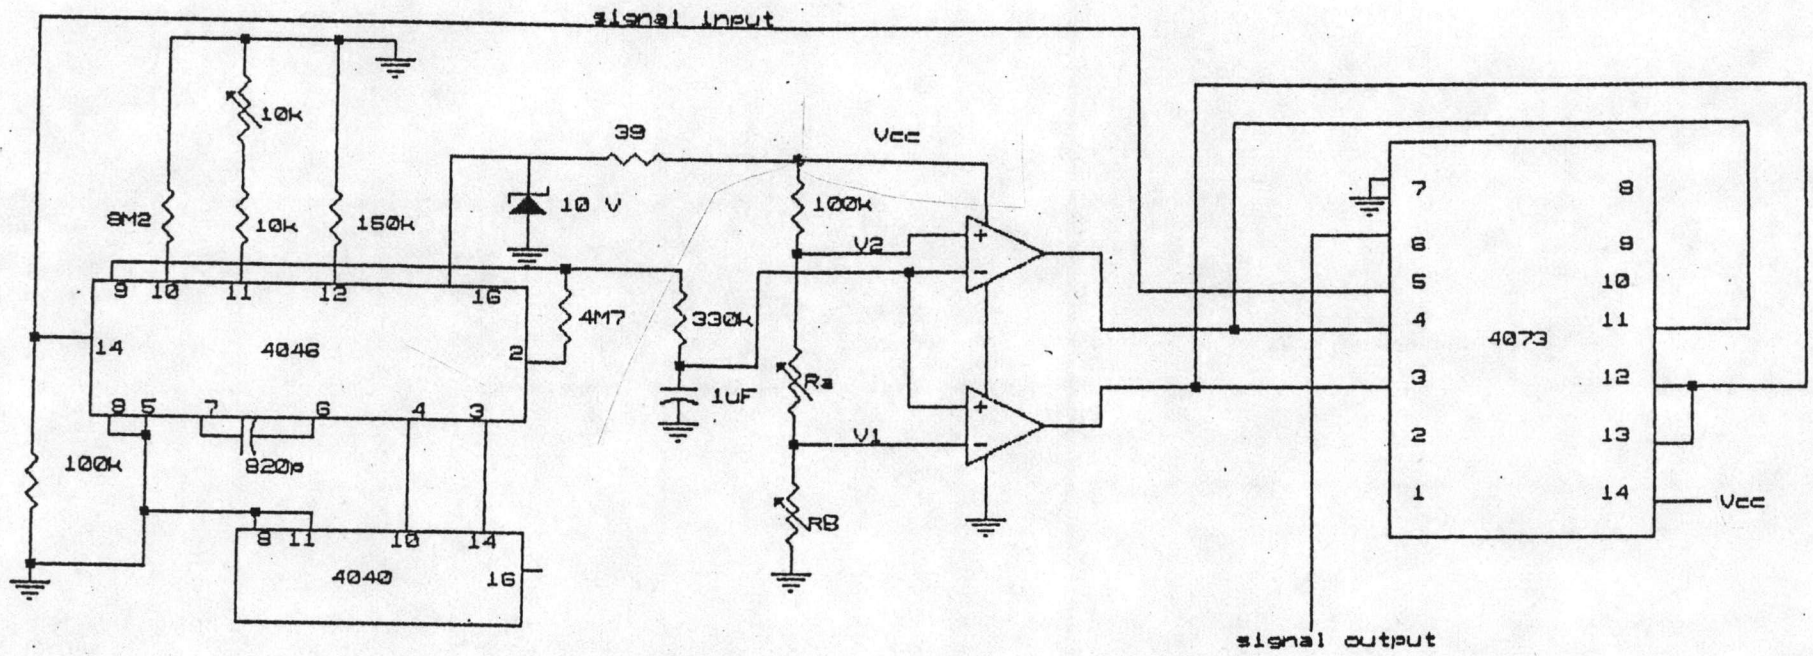 signal input
10k
39
Vcc
8M2
10k
150k
10 V
100k
V2
+
-
9 10 11 12 16
14
4046
2
4M7
330k
8 5 7 6 4 3
820p
100k
1uF
Ra
V1
+
-
RB
8 11 10 14
4040
16
7 8
6 9
5 10
4 11
4073
3 12
2 13
1 14
Vcc
signal output